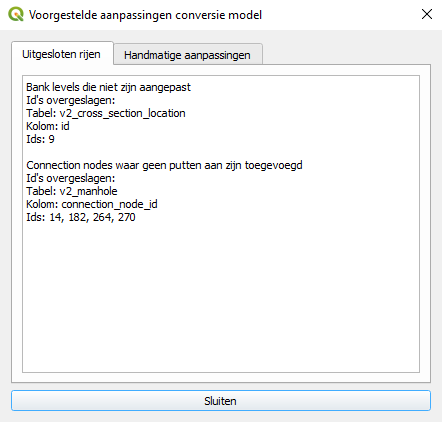 Voorgestelde aanpassingen conversie model
Uitgesloten rijen
Handmatige aanpassingen
Bank levels die niet zijn aangepast
Id's overgeslagen:
Tabel: v2_cross_section_location
Kolom: id
Ids: 9
Connection nodes waar geen putten aan zijn toegevoegd
Id's overgeslagen:
Tabel: v2_manhole
Kolom: connection_node_id
Ids: 14, 182, 264, 270
Sluiten